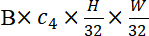 B× c₄ × H/32 × W/32